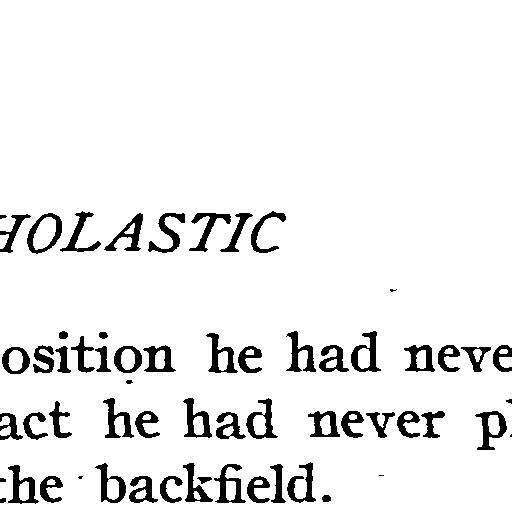 HOLASTIC
osition he had neve
act he had never pl
the backfield.